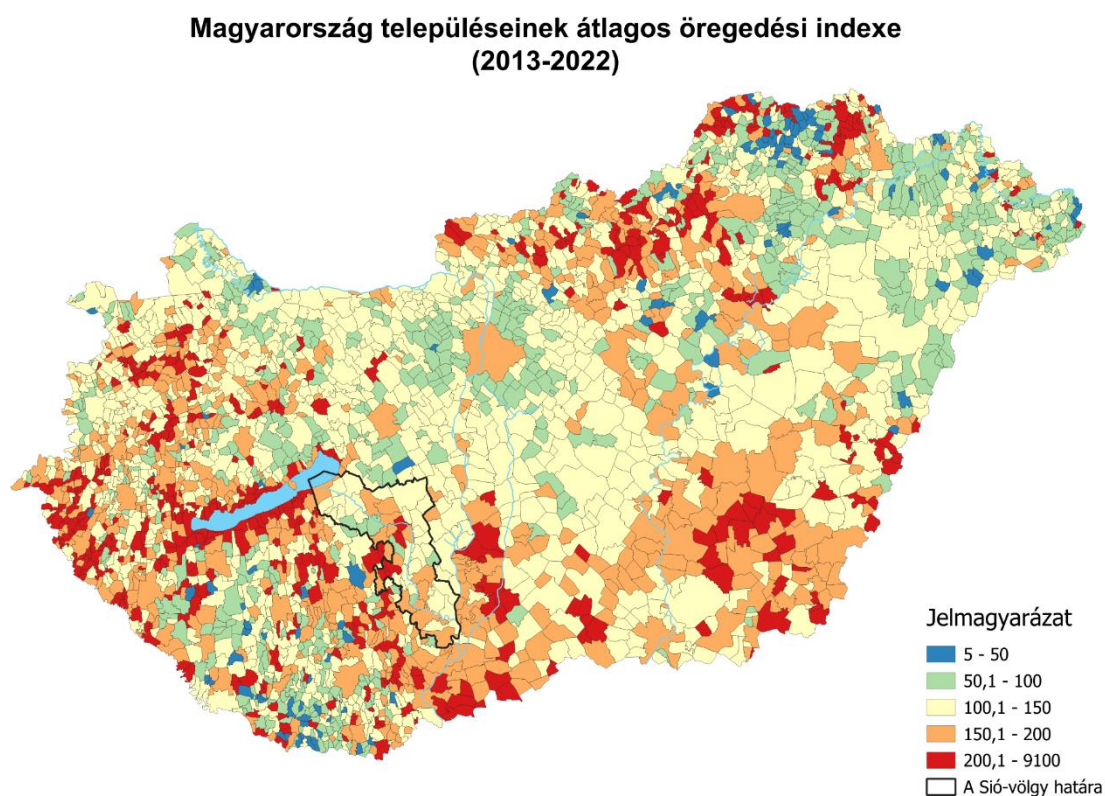 Magyarország településeinek átlagos öregedési indexe
(2013-2022)
Jelmagyarázat
5 - 50
50,1 - 100
100,1 - 150
150,1 - 200
200,1 - 9100
A Sió-völgy határa